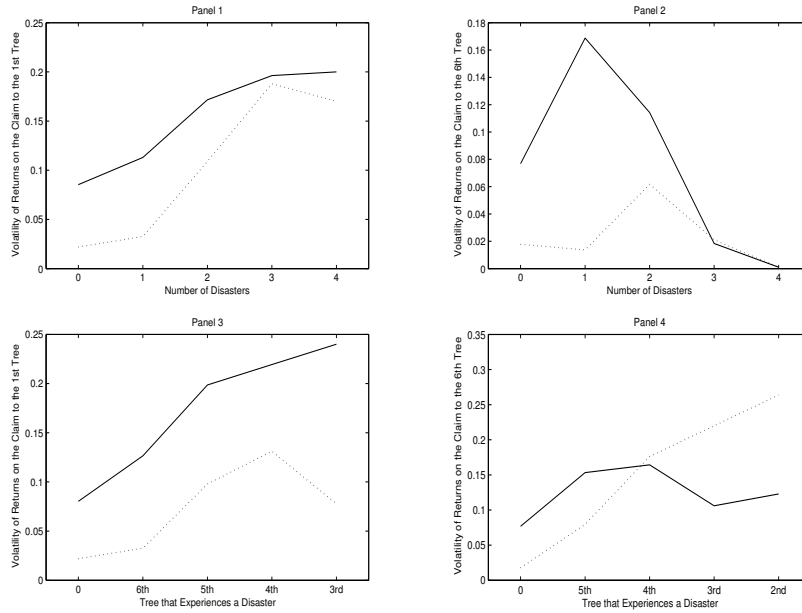 Panel 1
Volatility of Returns on the Claim to the 1st Tree
0.25
0.2
0.15
0.1
0.05
0
0 1 2 3 4
Number of Disasters
Panel 2
Volatility of Returns on the Claim to the 6th Tree
0.18
0.16
0.14
0.12
0.1
0.08
0.06
0.04
0.02
0
0 1 2 3 4
Number of Disasters
Panel 3
Volatility of Returns on the Claim to the 1st Tree
0.25
0.2
0.15
0.1
0.05
0
0 6th 5th 4th 3rd
Tree that Experiences a Disaster
Panel 4
Volatility of Returns on the Claim to the 6th Tree
0.35
0.3
0.25
0.2
0.15
0.1
0.05
0
0 5th 4th 3rd 2nd
Tree that Experiences a Disaster